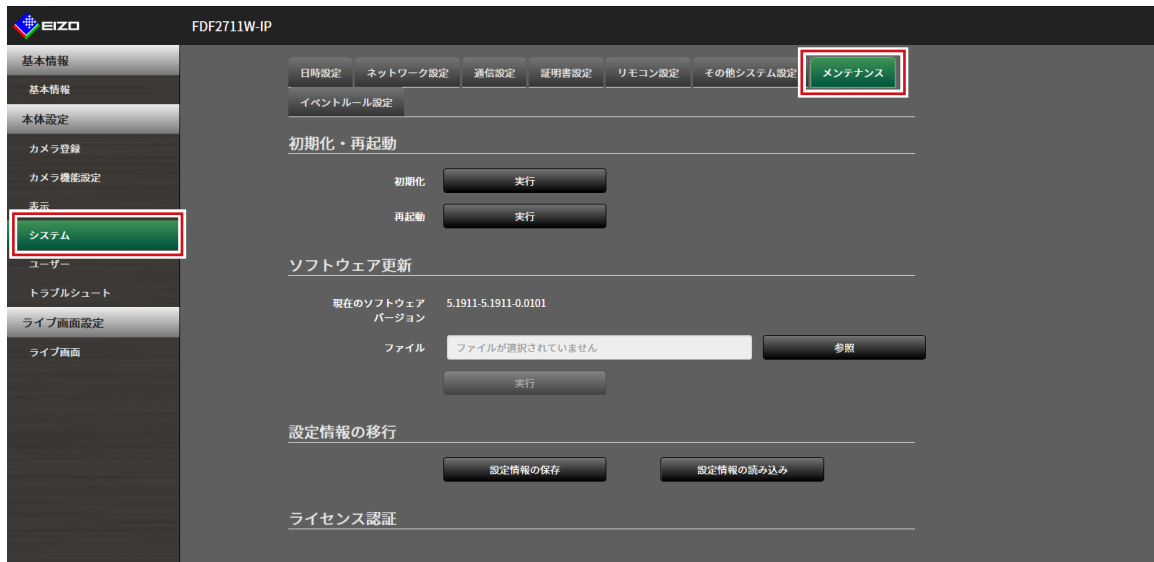 EIZO FDF2711W-IP
基本情報
基本情報
本体設定
カメラ登録
カメラ機能設定
表示
システム
ユーザー
トラブルシュート
ライブ画面設定
ライブ画面
日時設定 ネットワーク設定 通信設定 証明書設定 リモコン設定 その他システム設定 メンテナンス
イベントルール設定
初期化・再起動
初期化 実行
再起動 実行
ソフトウェア更新
現在のソフトウェア 5.1911-5.1911-0.0101
バージョン
ファイル ファイルが選択されていません 参照
実行
設定情報の移行
設定情報の保存 設定情報の読み込み
ライセンス認証